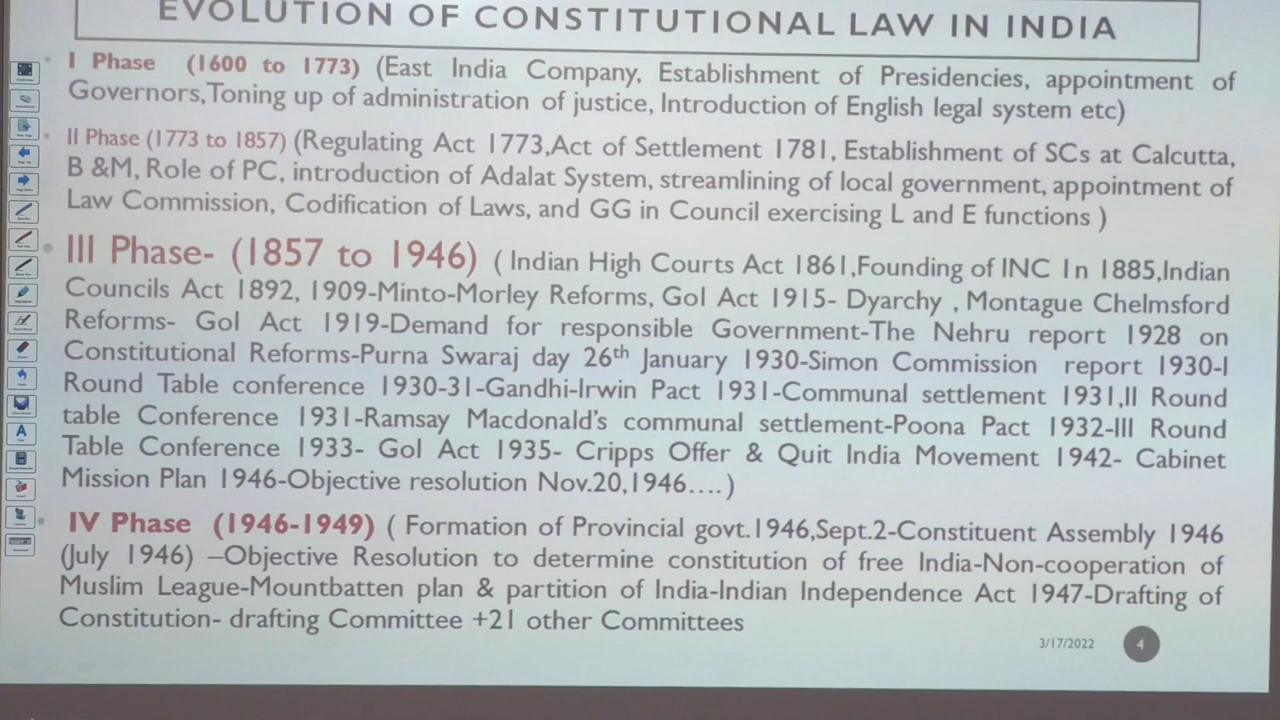 EVOLUTION OF CONSTITUTIONAL LAW IN INDIA
I Phase (1600 to 1773) (East India Company, Establishment of Presidencies, appointment of
Governors,Toning up of administration of justice, Introduction of English legal system etc)
II Phase (1773 to 1857) (Regulating Act 1773,Act of Settlement 1781, Establishment of SCs at Calcutta,
B &M, Role of PC, introduction of Adalat System, streamlining of local government, appointment of
Law Commission, Codification of Laws, and GG in Council exercising L and E functions )
III Phase- (1857 to 1946) ( Indian High Courts Act 1861,Founding of INC In 1885,Indian
Councils Act 1892, 1909-Minto-Morley Reforms, GoI Act 1915- Dyarchy , Montague Chelmsford
Reforms- GoI Act 1919-Demand for responsible Government-The Nehru report 1928 on
Constitutional Reforms-Purna Swaraj day 26th January 1930-Simon Commission report 1930-I
Round Table conference 1930-31-Gandhi-Irwin Pact 1931-Communal settlement 1931,II Round
table Conference 1931-Ramsay Macdonald's communal settlement-Poona Pact 1932-III Round
Table Conference 1933- GoI Act 1935- Cripps Offer & Quit India Movement 1942- Cabinet
Mission Plan 1946-Objective resolution Nov.20,1946....)
IV Phase (1946-1949) ( Formation of Provincial govt.1946,Sept.2-Constituent Assembly 1946
(July 1946) –Objective Resolution to determine constitution of free India-Non-cooperation of
Muslim League-Mountbatten plan & partition of India-Indian Independence Act 1947-Drafting of
Constitution- drafting Committee +21 other Committees
3/17/2022 4